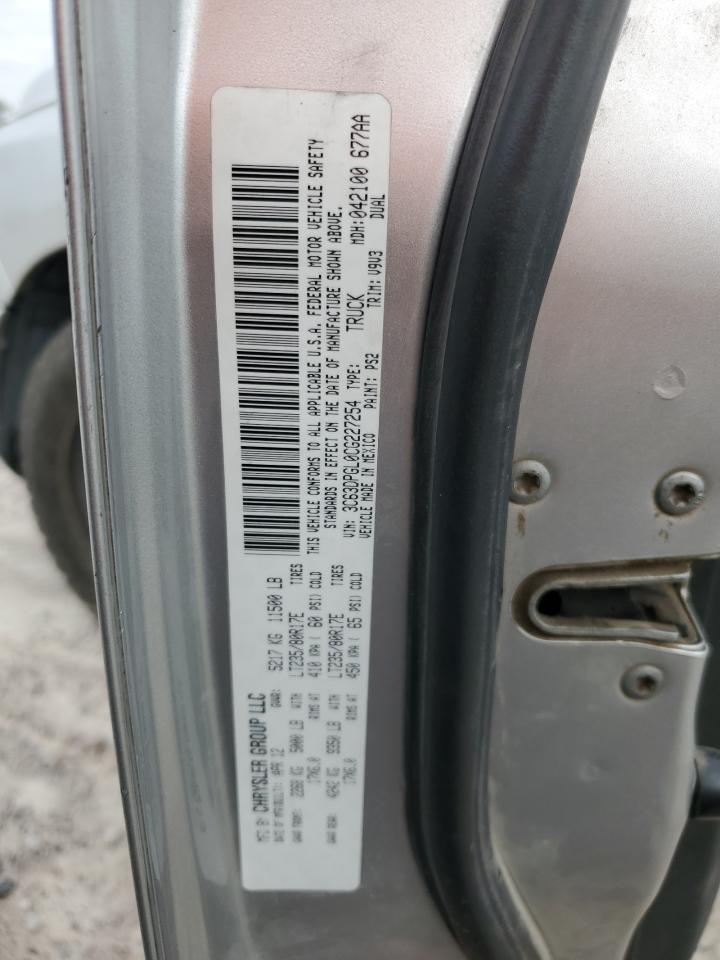 MFD BY: CHRYSLER GROUP LLC
DATE OF MFR: APR 12 GVWR: 5217 KG 11500 LB
GAWR FRONT: 2268 KG 5000 LB WITH LT235/80R17E TIRES
17X6.0 RIMS AT 410 KPA ( 60 PSI) COLD
GAWR REAR: 4242 KG 9350 LB WITH LT235/80R17E TIRES
17X6.0 RIMS AT 450 KPA ( 65 PSI) COLD
THIS VEHICLE CONFORMS TO ALL APPLICABLE U.S.A. FEDERAL MOTOR VEHICLE SAFETY
STANDARDS IN EFFECT ON THE DATE OF MANUFACTURE SHOWN ABOVE.
VIN: 3C63DPGL0CG227254 TYPE: TRUCK MDH:042100 677AA
VEHICLE MADE IN MEXICO PAINT: PS2 TRIM: V9V3 DUAL